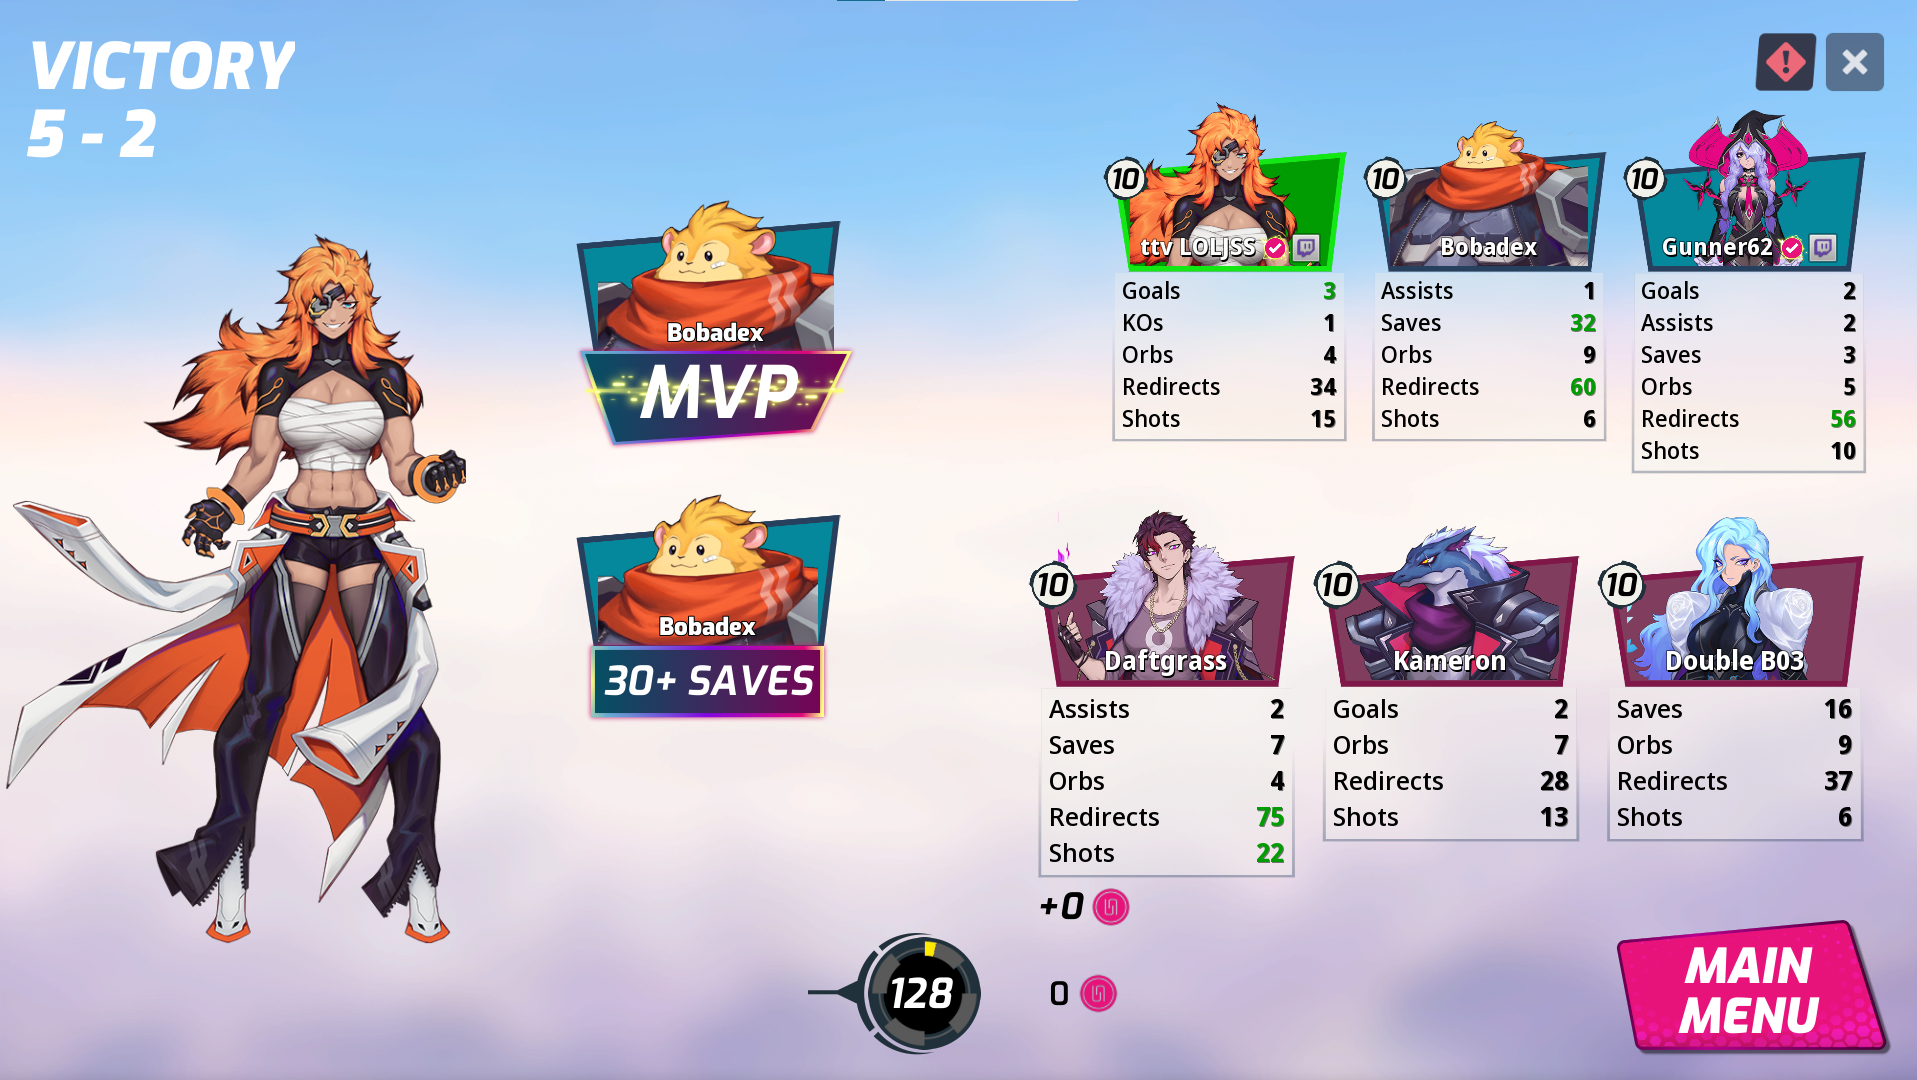 VICTORY
5 - 2
Bobadex
MVP
Bobadex
30+ SAVES
10
ttv LOLJSS
Goals 3
KOs 1
Orbs 4
Redirects 34
Shots 15
10
Bobadex
Assists 1
Saves 32
Orbs 9
Redirects 60
Shots 6
10
Gunner62
Goals 2
Assists 2
Saves 3
Orbs 5
Redirects 56
Shots 10
10
Daftgrass
Assists 2
Saves 7
Orbs 4
Redirects 75
Shots 22
10
Kameron
Goals 2
Orbs 7
Redirects 28
Shots 13
10
Double B03
Saves 16
Orbs 9
Redirects 37
Shots 6
+0
128
0
MAIN
MENU